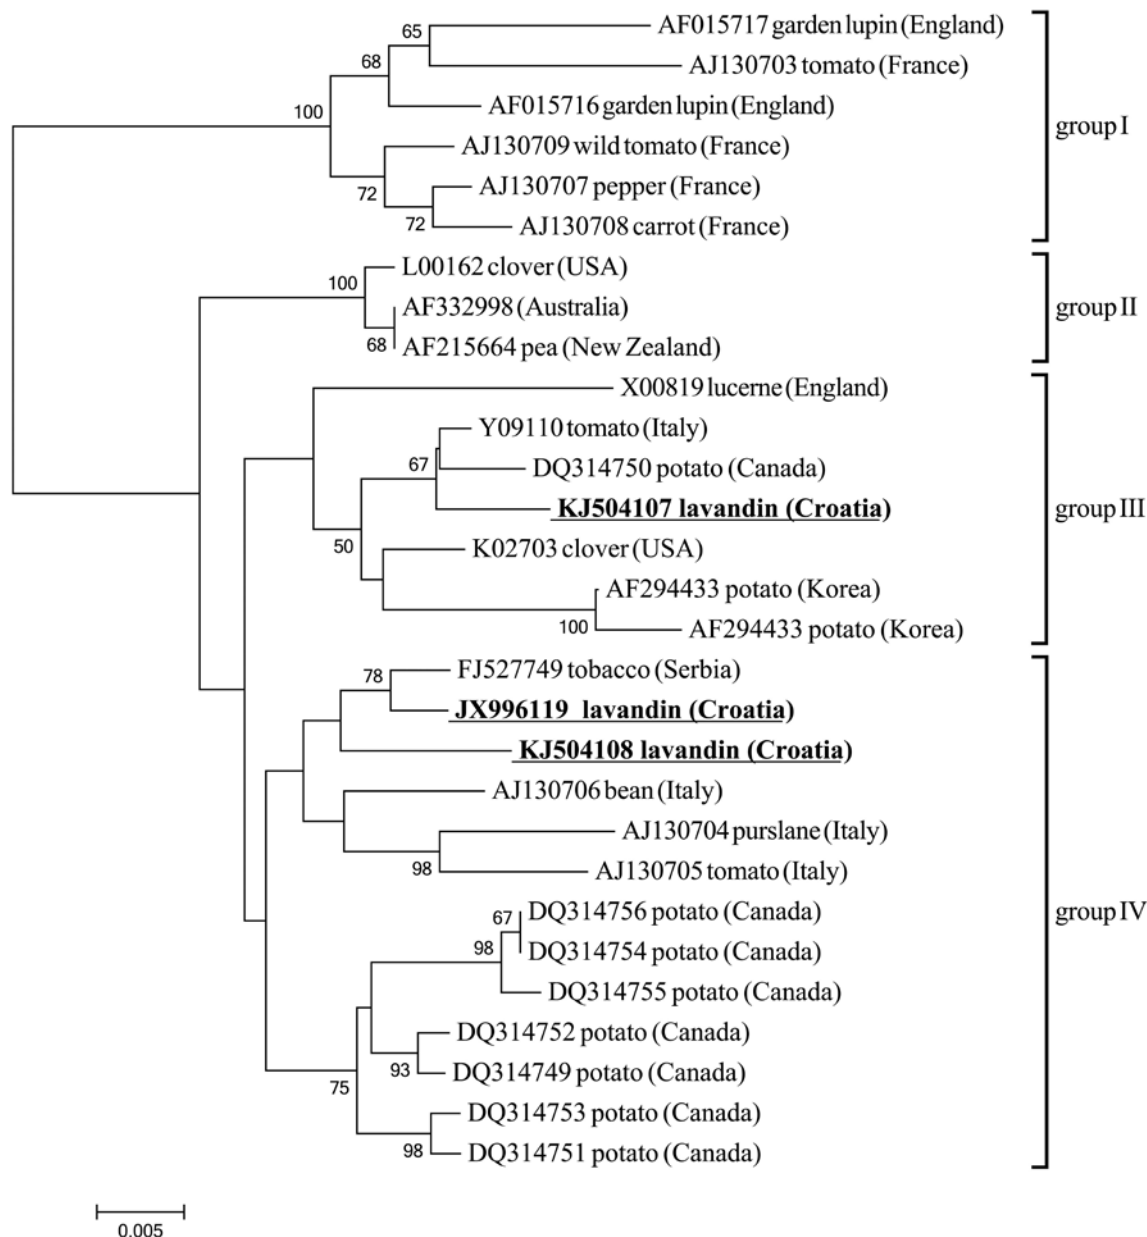 AF015717 garden lupin (England)
65
AJ130703 tomato (France)
68
AF015716 garden lupin (England)
100
group I
AJ130709 wild tomato (France)
AJ130707 pepper (France)
72
72
AJ130708 carrot (France)
L00162 clover (USA)
100
AF332998 (Australia)
group II
68
AF215664 pea (New Zealand)
X00819 lucerne (England)
Y09110 tomato (Italy)
67
DQ314750 potato (Canada)
KJ504107 lavandin (Croatia)
group III
50
K02703 clover (USA)
AF294433 potato (Korea)
100
AF294433 potato (Korea)
FJ527749 tobacco (Serbia)
78
JX996119 lavandin (Croatia)
KJ504108 lavandin (Croatia)
AJ130706 bean (Italy)
AJ130704 purslane (Italy)
98
AJ130705 tomato (Italy)
67
DQ314756 potato (Canada)
group IV
98
DQ314754 potato (Canada)
DQ314755 potato (Canada)
DQ314752 potato (Canada)
93
DQ314749 potato (Canada)
75
DQ314753 potato (Canada)
98
DQ314751 potato (Canada)
0.005